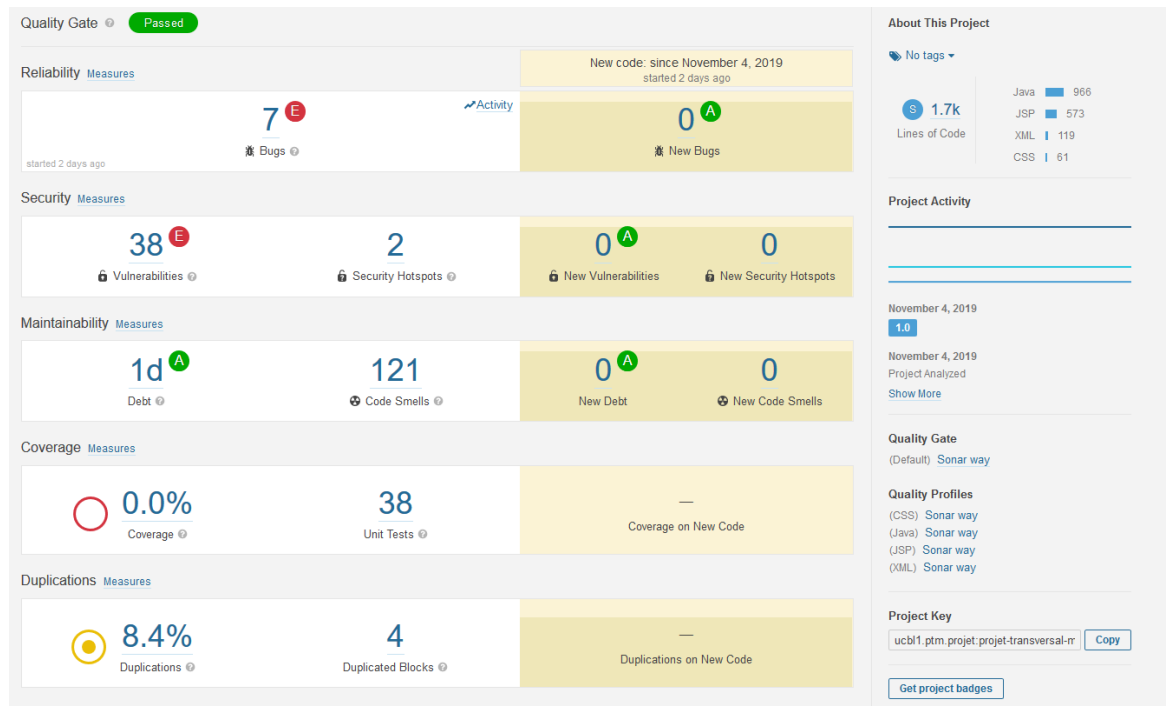 Quality Gate ? Passed
Reliability Measures
New code: since November 4, 2019
started 2 days ago
7 E
Bugs ?
Activity
started 2 days ago
0 A
New Bugs
Security Measures
38 E
Vulnerabilities ?
2
Security Hotspots ?
0 A
New Vulnerabilities
0
New Security Hotspots
Maintainability Measures
1d A
Debt ?
121
Code Smells ?
0 A
New Debt
0
New Code Smells
Coverage Measures
0.0%
Coverage ?
38
Unit Tests ?
—
Coverage on New Code
Duplications Measures
8.4%
Duplications ?
4
Duplicated Blocks ?
—
Duplications on New Code
About This Project
No tags
S 1.7k
Lines of Code
Java 966
JSP 573
XML 119
CSS 61
Project Activity
November 4, 2019
1.0
November 4, 2019
Project Analyzed
Show More
Quality Gate
(Default) Sonar way
Quality Profiles
(CSS) Sonar way
(Java) Sonar way
(JSP) Sonar way
(XML) Sonar way
Project Key
ucbl1.ptm.projet:projet-transversal-m Copy
Get project badges